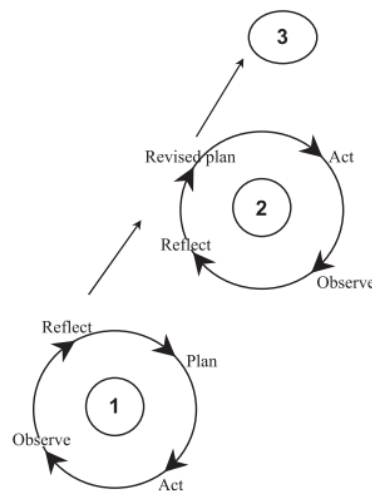 3
Revised plan
Act
2
Reflect
Observe
Reflect
Plan
1
Observe
Act